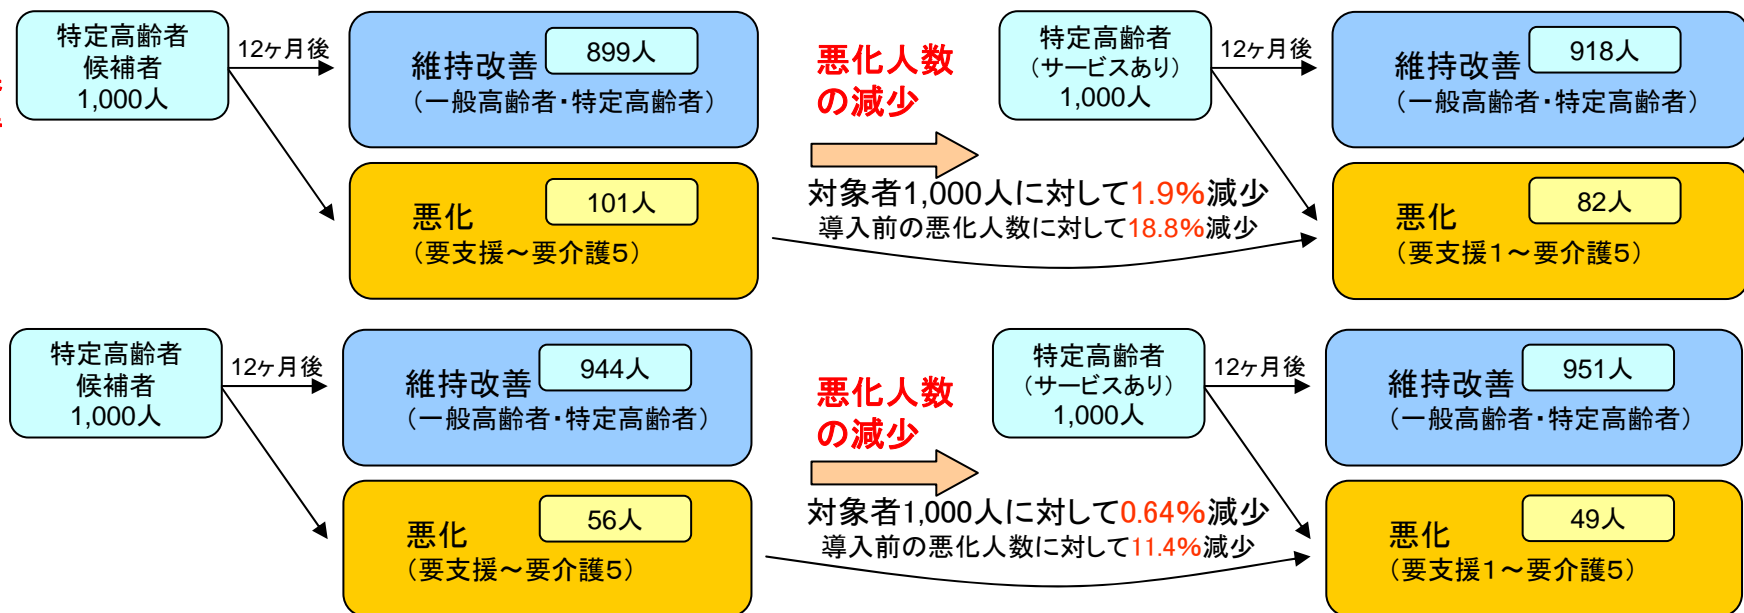 特定高齢者
候補者
1,000人
12ヶ月後
維持改善
899人
（一般高齢者・特定高齢者）
悪化
101人
（要支援～要介護5）
悪化人数
の減少
対象者1,000人に対して1.9%減少
導入前の悪化人数に対して18.8%減少
特定高齢者
（サービスあり）
1,000人
12ヶ月後
維持改善
918人
（一般高齢者・特定高齢者）
悪化
82人
（要支援1～要介護5）
特定高齢者
候補者
1,000人
12ヶ月後
維持改善
944人
（一般高齢者・特定高齢者）
悪化
56人
（要支援～要介護5）
悪化人数
の減少
対象者1,000人に対して0.64%減少
導入前の悪化人数に対して11.4%減少
特定高齢者
（サービスあり）
1,000人
12ヶ月後
維持改善
951人
（一般高齢者・特定高齢者）
悪化
49人
（要支援1～要介護5）